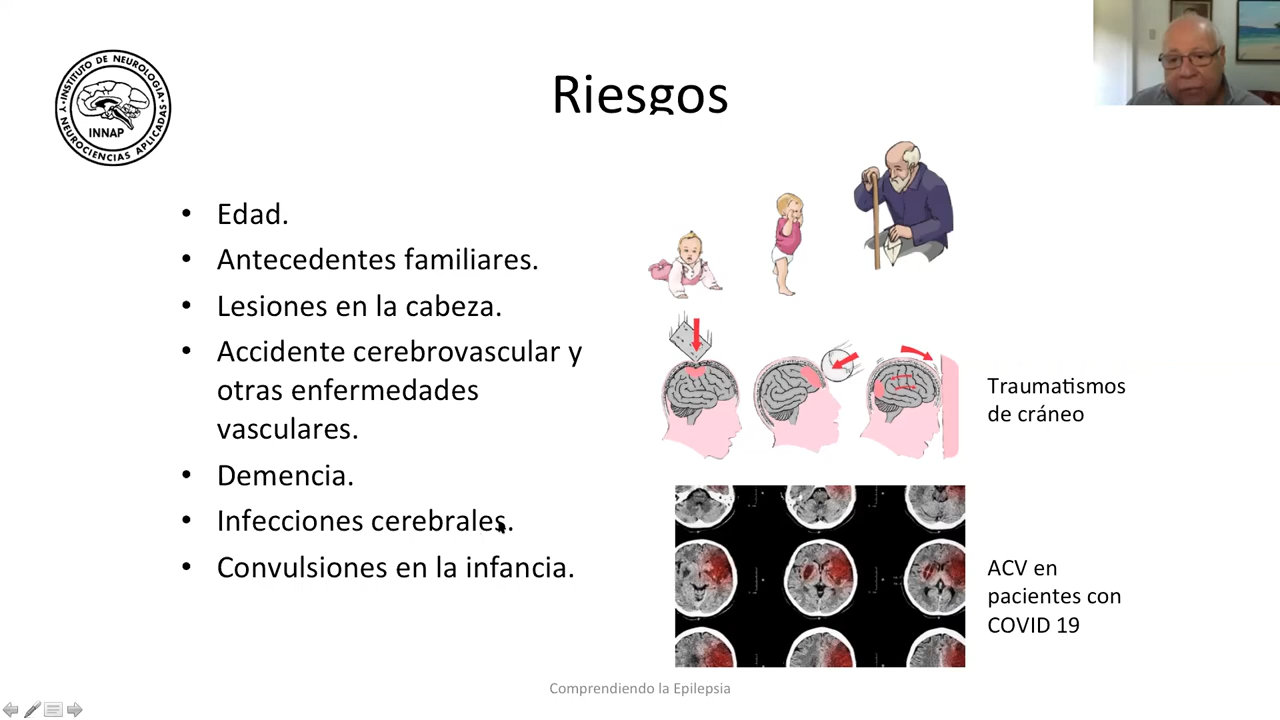 INSTITUTO DE NEUROLOGIA
Y NEUROCIENCIAS APLICADAS
INNAP
Riesgos
• Edad.
• Antecedentes familiares.
• Lesiones en la cabeza.
• Accidente cerebrovascular y
otras enfermedades
vasculares.
• Demencia.
• Infecciones cerebrales.
• Convulsiones en la infancia.
Traumatismos
de cráneo
ACV en
pacientes con
COVID 19
Comprendiendo la Epilepsia